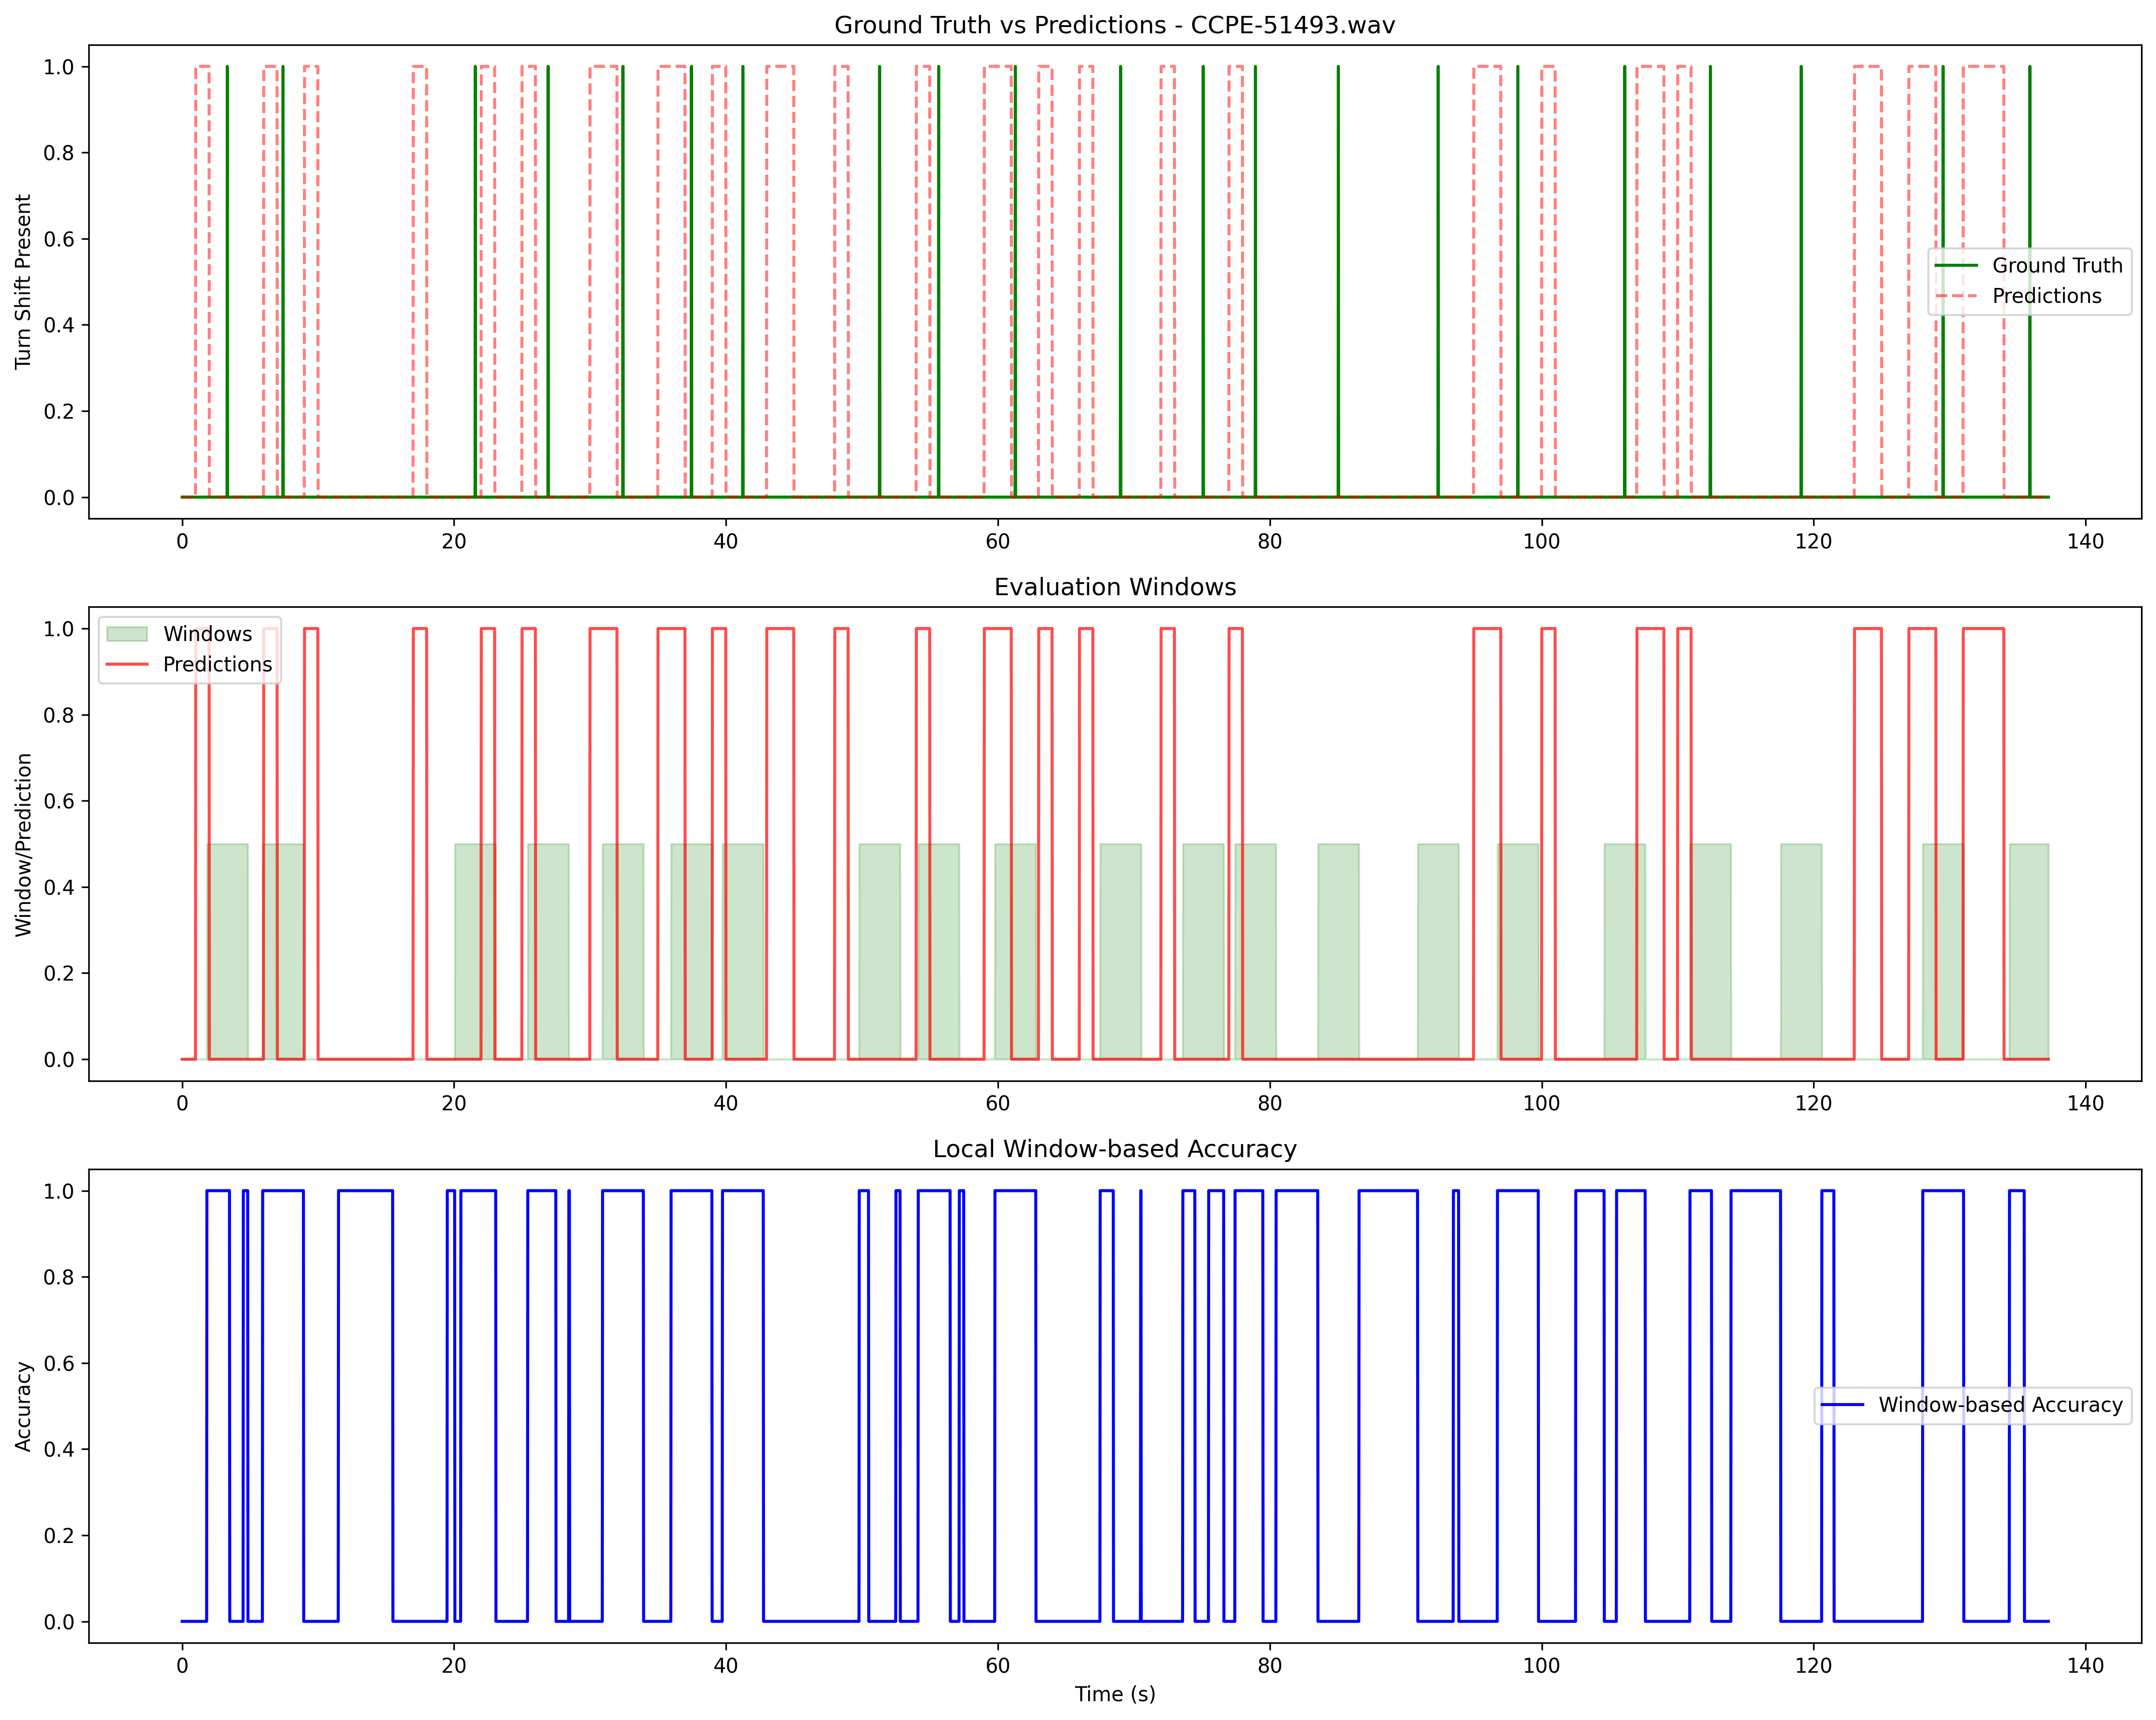 Ground Truth vs Predictions - CCPE-51493.wav
1.0
0.8
0.6
0.4
0.2
0.0
Turn Shift Present
Ground Truth
Predictions
0 20 40 60 80 100 120 140
Evaluation Windows
1.0
0.8
0.6
0.4
0.2
0.0
Window/Prediction
Windows
Predictions
0 20 40 60 80 100 120 140
Local Window-based Accuracy
1.0
0.8
0.6
0.4
0.2
0.0
Accuracy
Window-based Accuracy
0 20 40 60 80 100 120 140
Time (s)